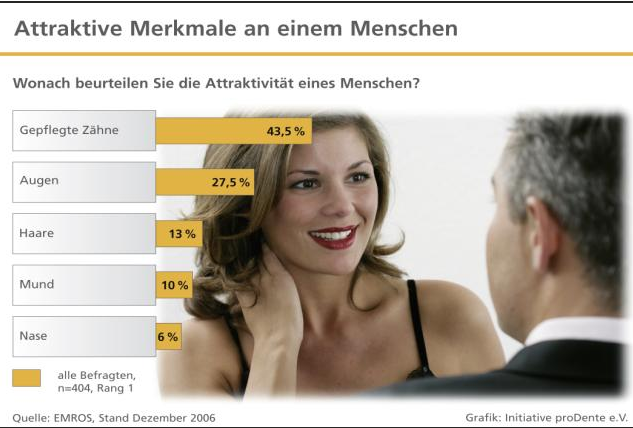 Attraktive Merkmale an einem Menschen
Wonach beurteilen Sie die Attraktivität eines Menschen?
Gepflegte Zähne 43,5 %
Augen 27,5 %
Haare 13 %
Mund 10 %
Nase 6 %
alle Befragten,
n=404, Rang 1
Quelle: EMROS, Stand Dezember 2006 Grafik: Initiative proDente e.V.